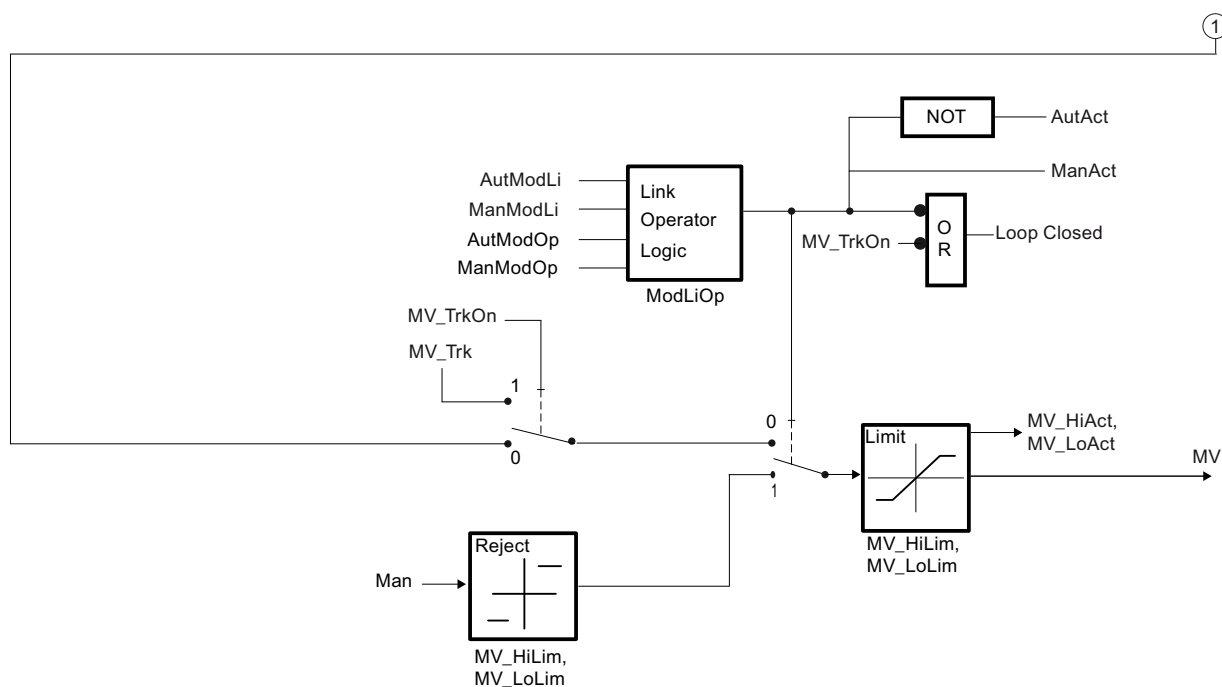 1
NOT
AutAct
ManAct
AutModLi
ManModLi
AutModOp
ManModOp
Link
Operator
Logic
ModLiOp
MV_TrkOn
O
R
Loop Closed
MV_TrkOn
MV_Trk
1
0
0
1
Limit
MV_HiAct,
MV_LoAct
MV
MV_HiLim,
MV_LoLim
Man
Reject
MV_HiLim,
MV_LoLim